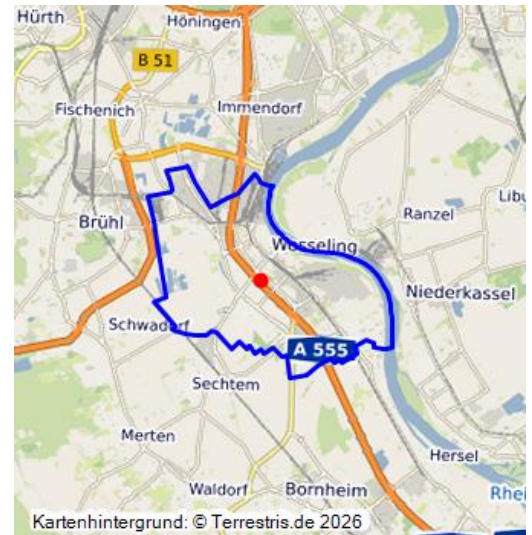 Hürth
Höningen
B 51
Fischenich
Immendorf
Brühl
Ranzel
Wesseling
Niederkassel
Schwadorf
A 555
Sechtem
Merten
Hersel
Waldorf
Bornheim
Kartenhintergrund: © Terrestris.de 2026